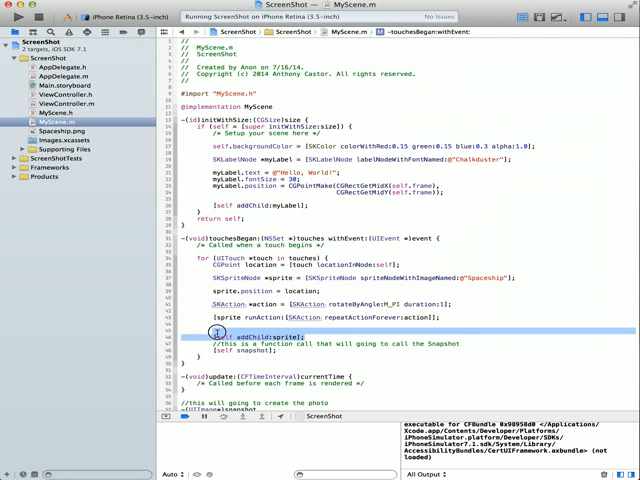 ScreenShot
MyScene.m
iPhone Retina (3.5-inch)
Running ScreenShot on iPhone Retina (3.5-inch)
No Issues
ScreenShot
ScreenShot
MyScene.m
-touchesBegan:withEvent:
ScreenShot
2 targets, iOS SDK 7.1
ScreenShot
AppDelegate.h
AppDelegate.m
Main.storyboard
ViewController.h
ViewController.m
MyScene.h
MyScene.m
Spaceship.png
Images.xcassets
Supporting Files
ScreenShotTests
Frameworks
Products
//
// MyScene.m
// ScreenShot
//
// Created by Anon on 7/16/14.
// Copyright (c) 2014 Anthony Castor. All rights reserved.
//
#import "MyScene.h"
@implementation MyScene
-(id)initWithSize:(CGSize)size {
if (self = [super initWithSize:size]) {
/* Setup your scene here */
self.backgroundColor = [SKColor colorWithRed:0.15 green:0.15 blue:0.3 alpha:1.0];
SKLabelNode *myLabel = [SKLabelNode labelNodeWithFontNamed:@"Chalkduster"];
myLabel.text = @"Hello, World!";
myLabel.fontSize = 30;
myLabel.position = CGPointMake(CGRectGetMidX(self.frame),
CGRectGetMidY(self.frame));
[self addChild:myLabel];
}
return self;
}
-(void)touchesBegan:(NSSet *)touches withEvent:(UIEvent *)event {
/* Called when a touch begins */
for (UITouch *touch in touches) {
CGPoint location = [touch locationInNode:self];
SKSpriteNode *sprite = [SKSpriteNode spriteNodeWithImageNamed:@"Spaceship"];
sprite.position = location;
SKAction *action = [SKAction rotateByAngle:M_PI duration:1];
[sprite runAction:[SKAction repeatActionForever:action]];
[self addChild:sprite];
//this is a function call that will going to call the Snapshot
[self snapshot];
}
}
-(void)update:(CFTimeInterval)currentTime {
/* Called before each frame is rendered */
}
//this will going to create the photo
-(UIImage*)snapshot
ScreenShot
executable for CFBundle 0x98958d0 </Applications/
Xcode.app/Contents/Developer/Platforms/
iPhoneSimulator.platform/Developer/SDKs/
iPhoneSimulator7.1.sdk/System/Library/
AccessibilityBundles/CertUIFramework.axbundle> (not
loaded)
Auto
All Output